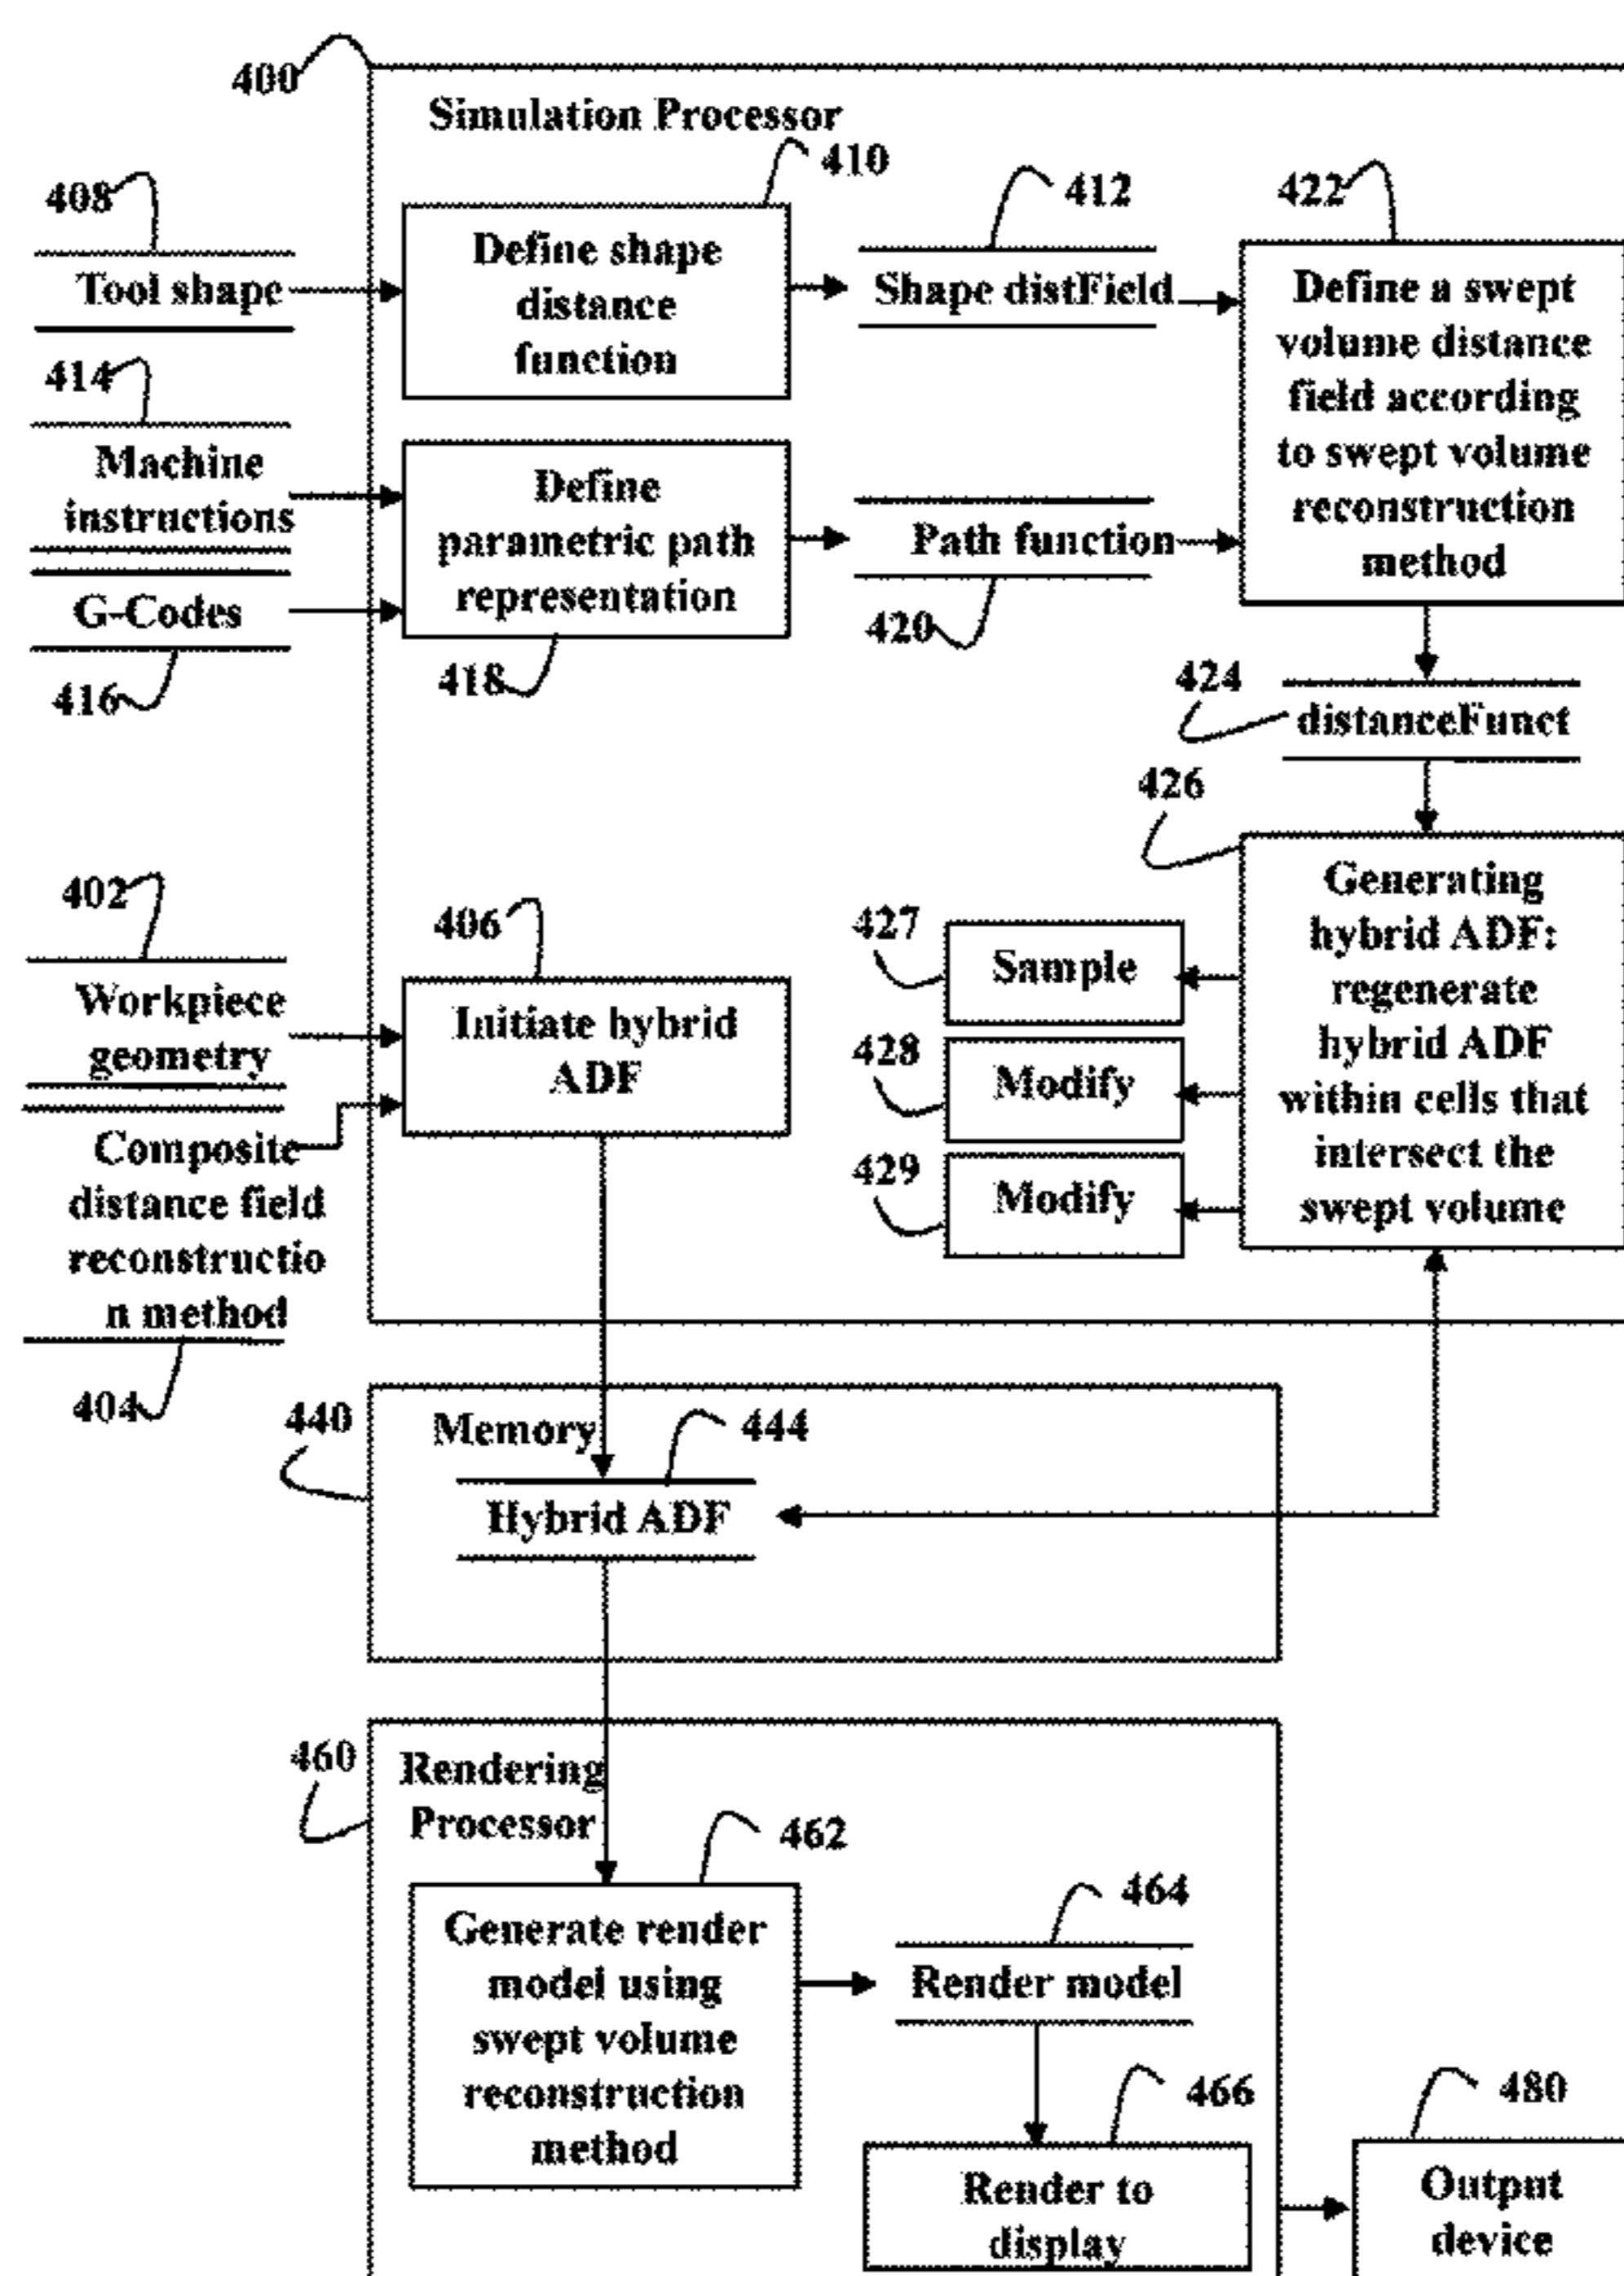 400
Simulation Processor
410
408
412
422
Tool shape
Define shape
distance
function
Shape distField
Define a swept
volume distance
field according
to swept volume
reconstruction
method
414
Machine
instructions
Define
parametric path
representation
Path function
G-Codes
416
418
420
424
distanceFunct
426
402
406
427
Sample
Generating
hybrid ADF:
regenerate
hybrid ADF
within cells that
intersect the
swept volume
Workpiece
geometry
Initiate hybrid
ADF
428
Modify
429
Modify
Composite
distance field
reconstructio
n method
404
440
Memory
444
Hybrid ADF
460
Rendering
Processor
462
464
Generate render
model using
swept volume
reconstruction
method
Render model
466
480
Render to
display
Output
device